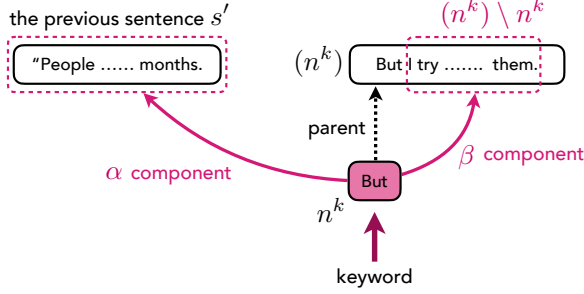 the previous sentence s′
(n^k) \ n^k
"People ...... months.
(n^k)
But I try ....... them.
parent
α component
β component
But
n^k
keyword